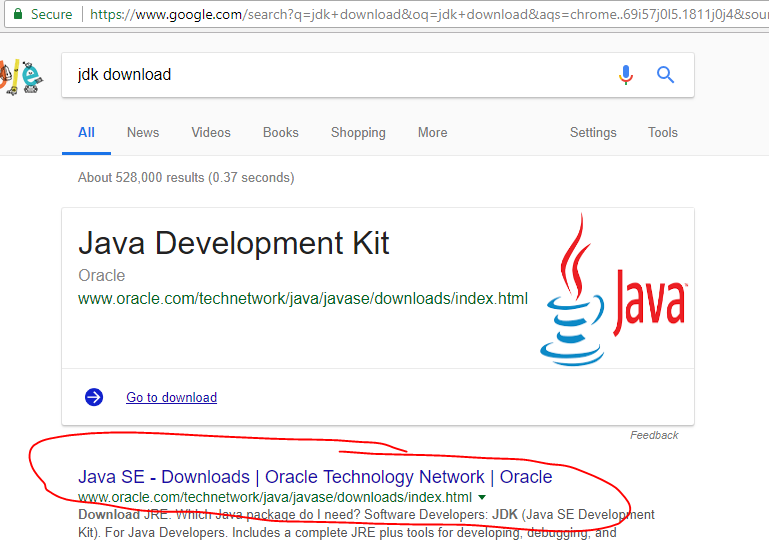 Secure https://www.google.com/search?q=jdk+download&oq=jdk+download&aqs=chrome..69i57j0l5.1811j0j4&sour
jdk download
All News Videos Books Shopping More Settings Tools
About 528,000 results (0.37 seconds)
Java Development Kit
Oracle
www.oracle.com/technetwork/java/javase/downloads/index.html
Java
Go to download
Feedback
Java SE - Downloads | Oracle Technology Network | Oracle
www.oracle.com/technetwork/java/javase/downloads/index.html
Download JRE. Which Java package do I need? Software Developers: JDK (Java SE Development
Kit). For Java Developers. Includes a complete JRE plus tools for developing, debugging, and